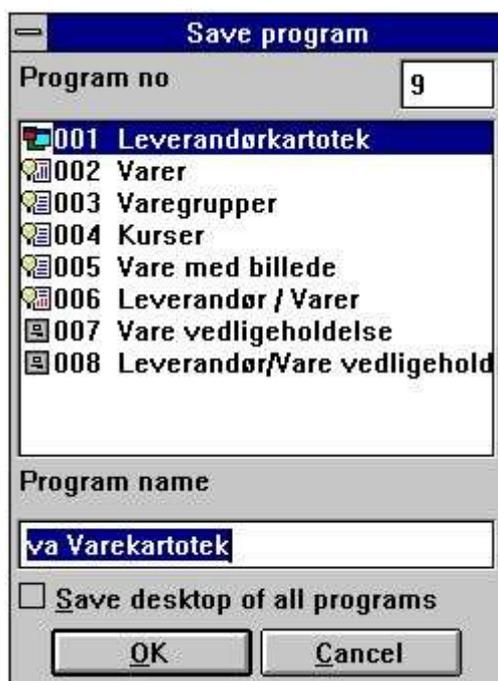 Save program
Program no 9
001 Leverandørkartotek
002 Varer
003 Varegrupper
004 Kurser
005 Vare med billede
006 Leverandør / Varer
007 Vare vedligeholdelse
008 Leverandør/Vare vedligehold
Program name
va Varekartotek
Save desktop of all programs
OK Cancel